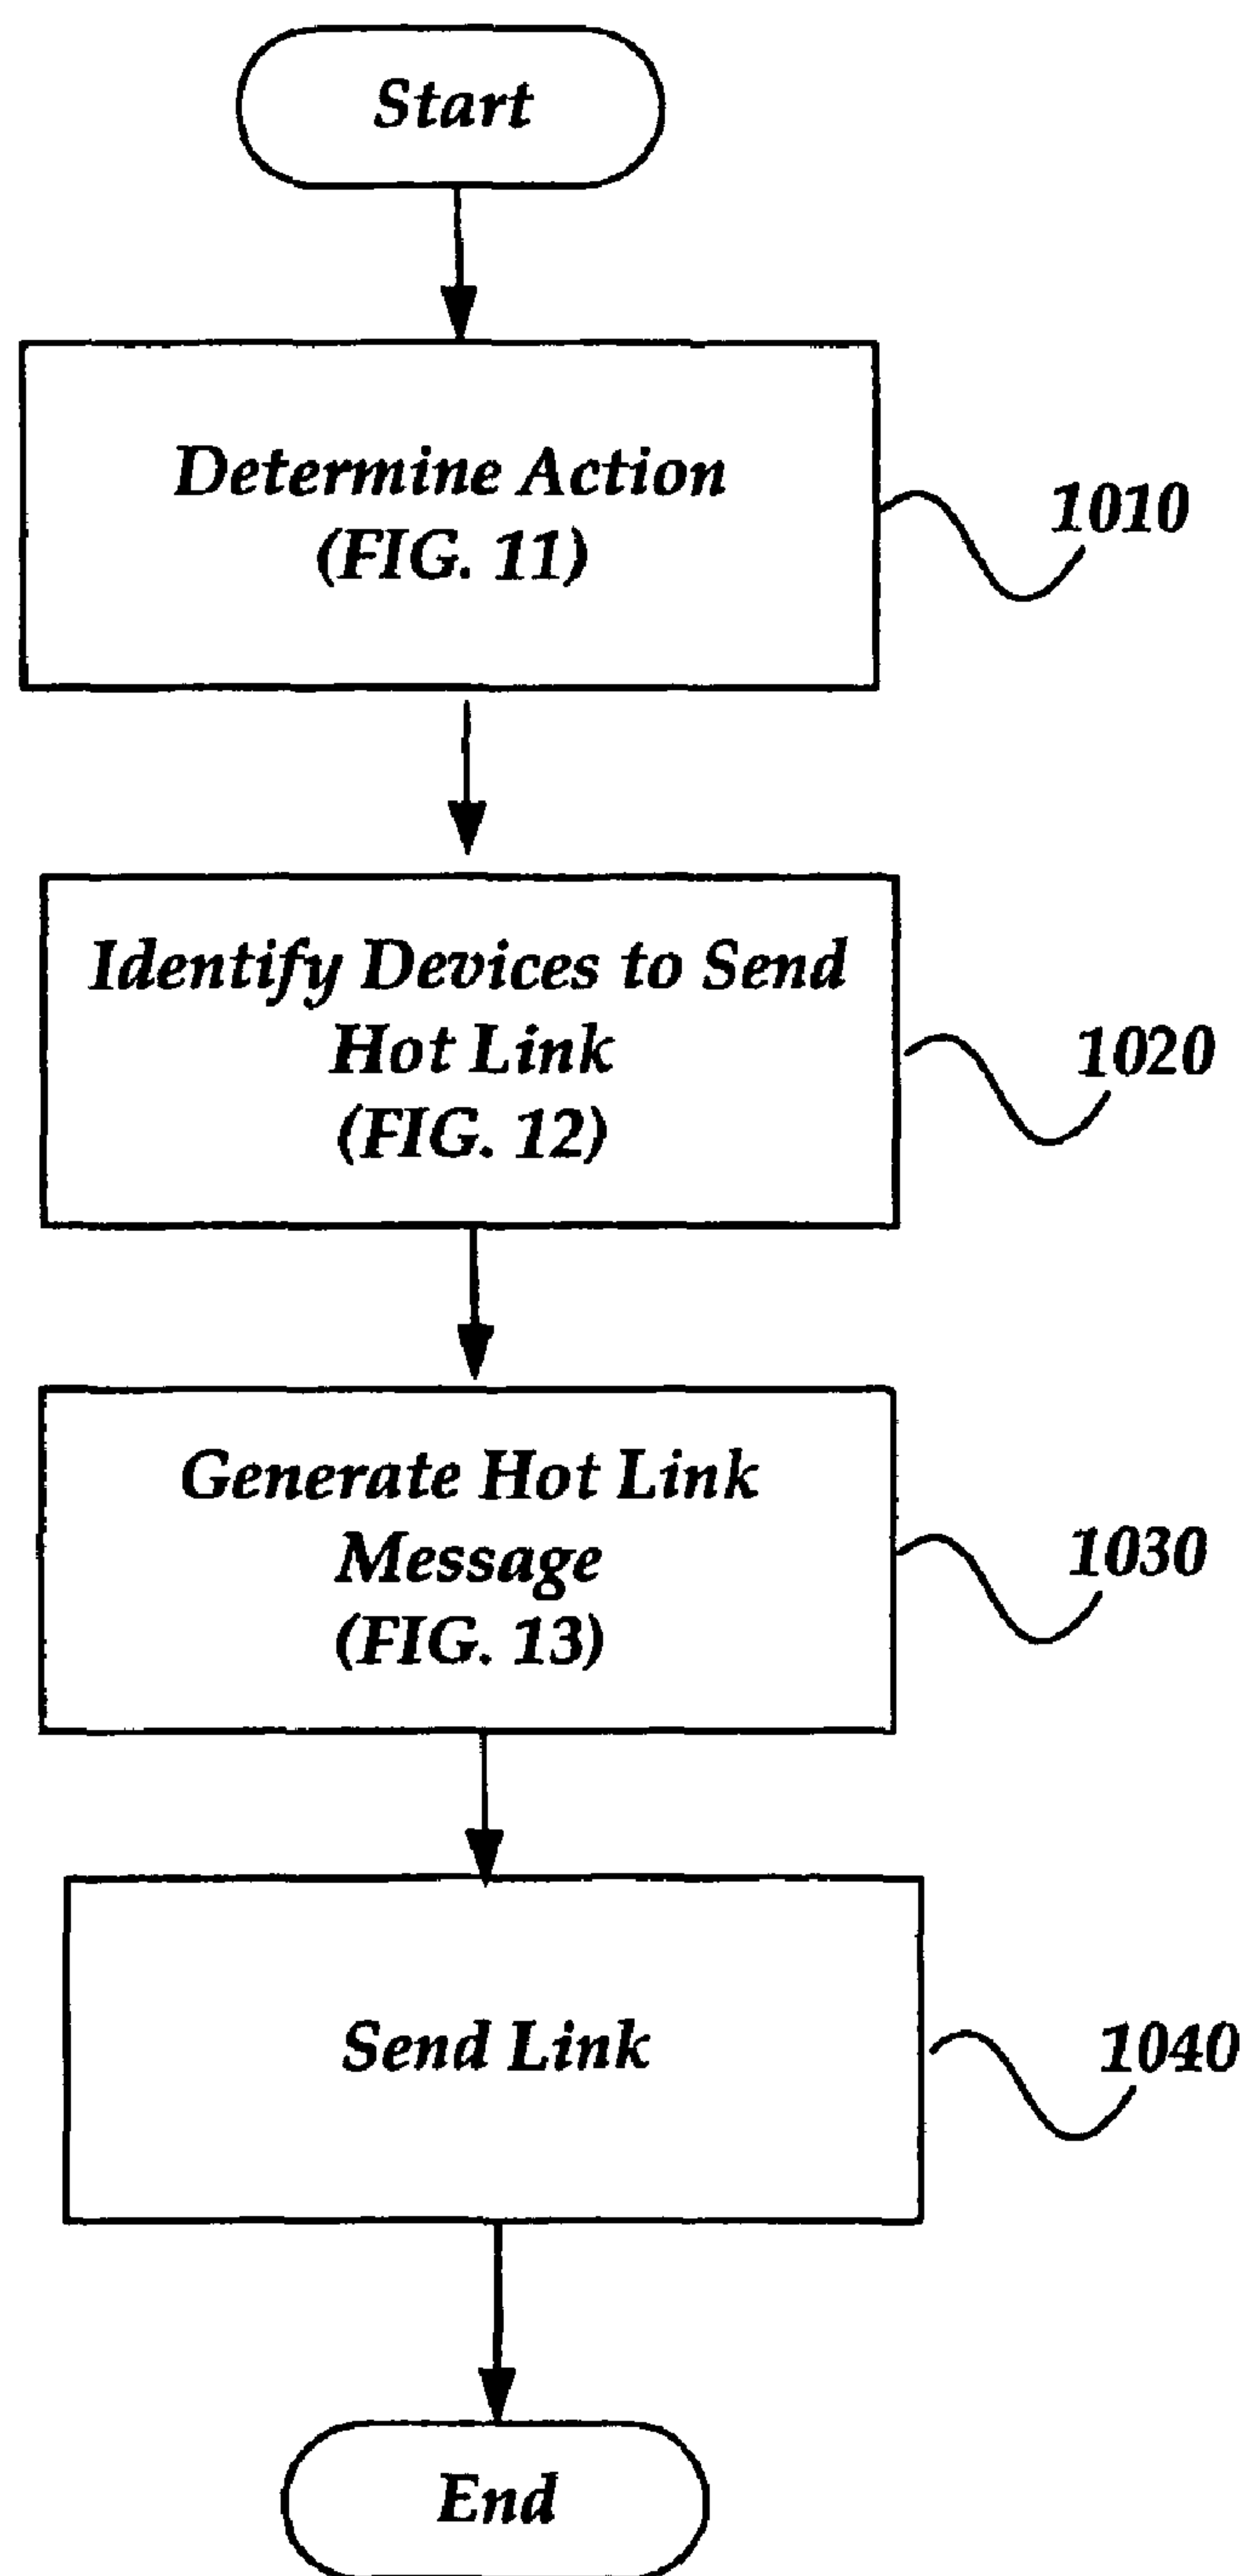 Start
Determine Action
(FIG. 11)
1010
Identify Devices to Send
Hot Link
(FIG. 12)
1020
Generate Hot Link
Message
(FIG. 13)
1030
Send Link
1040
End